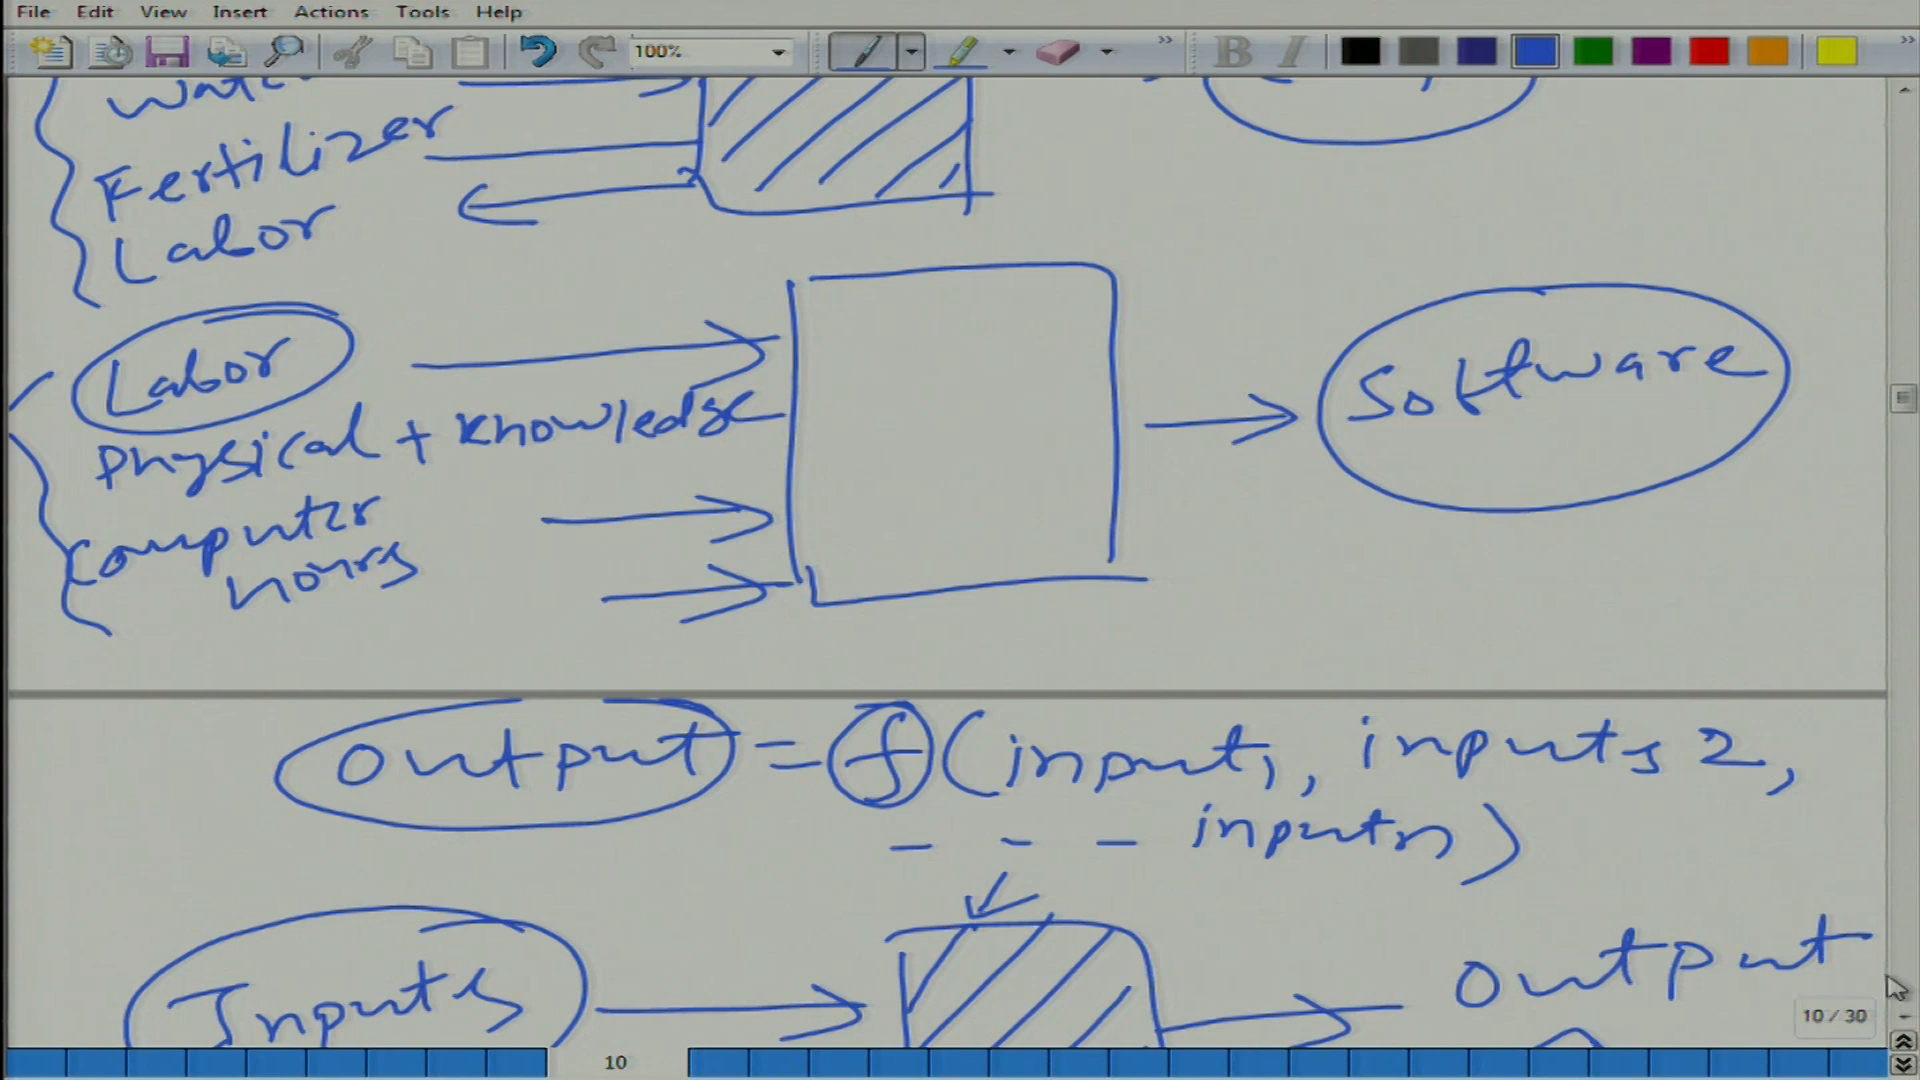 File Edit View Insert Actions Tools Help
100%
B I
Fertilizer
Labor
Labor
Physical + Knowledge
Computer
hours
Software
output = f (input1, inputs 2,
- - - inputn)
Inputs
output
10 / 30
10